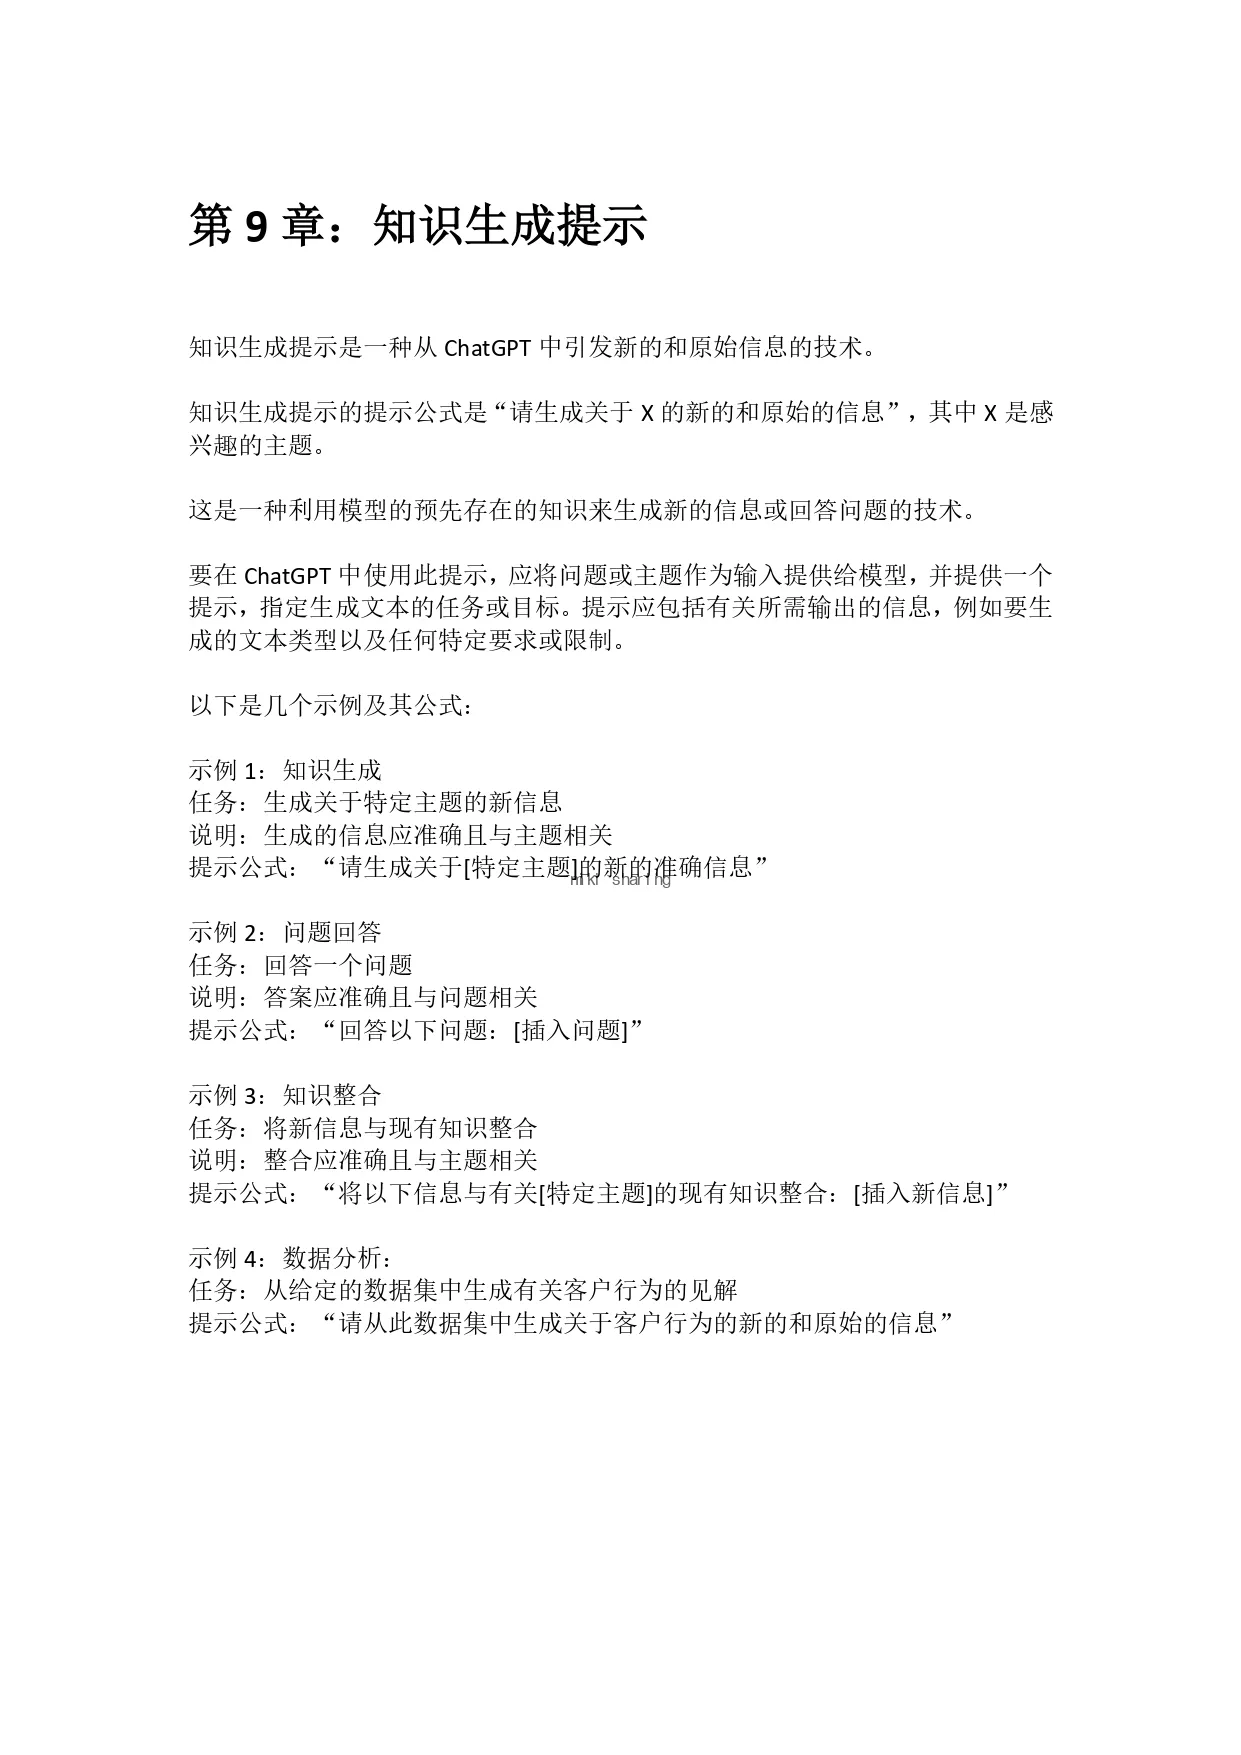 第 9 章：知识生成提示
知识生成提示是一种从 ChatGPT 中引发新的和原始信息的技术。
知识生成提示的提示公式是“请生成关于 X 的新的和原始的信息”，其中 X 是感
兴趣的主题。
这是一种利用模型的预先存在的知识来生成新的信息或回答问题的技术。
要在 ChatGPT 中使用此提示，应将问题或主题作为输入提供给模型，并提供一个
提示，指定生成文本的任务或目标。提示应包括有关所需输出的信息，例如要生
成的文本类型以及任何特定要求或限制。
以下是几个示例及其公式：
示例 1：知识生成
任务：生成关于特定主题的新信息
说明：生成的信息应准确且与主题相关
提示公式：“请生成关于[特定主题]的新的准确信息”
miki sharing
示例 2：问题回答
任务：回答一个问题
说明：答案应准确且与问题相关
提示公式：“回答以下问题：[插入问题]”
示例 3：知识整合
任务：将新信息与现有知识整合
说明：整合应准确且与主题相关
提示公式：“将以下信息与有关[特定主题]的现有知识整合：[插入新信息]”
示例 4：数据分析：
任务：从给定的数据集中生成有关客户行为的见解
提示公式：“请从此数据集中生成关于客户行为的新的和原始的信息”